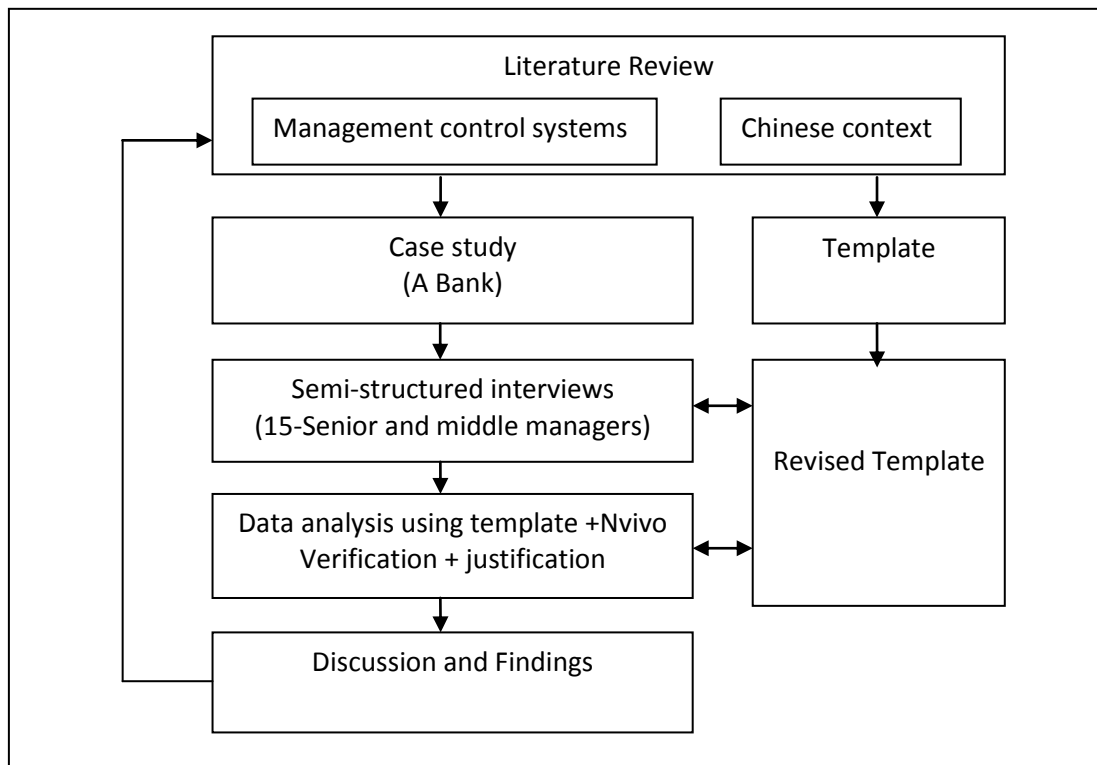 Literature Review
Management control systems
Chinese context
Case study
(A Bank)
Template
Semi-structured interviews
(15-Senior and middle managers)
Revised Template
Data analysis using template +Nvivo
Verification + justification
Discussion and Findings